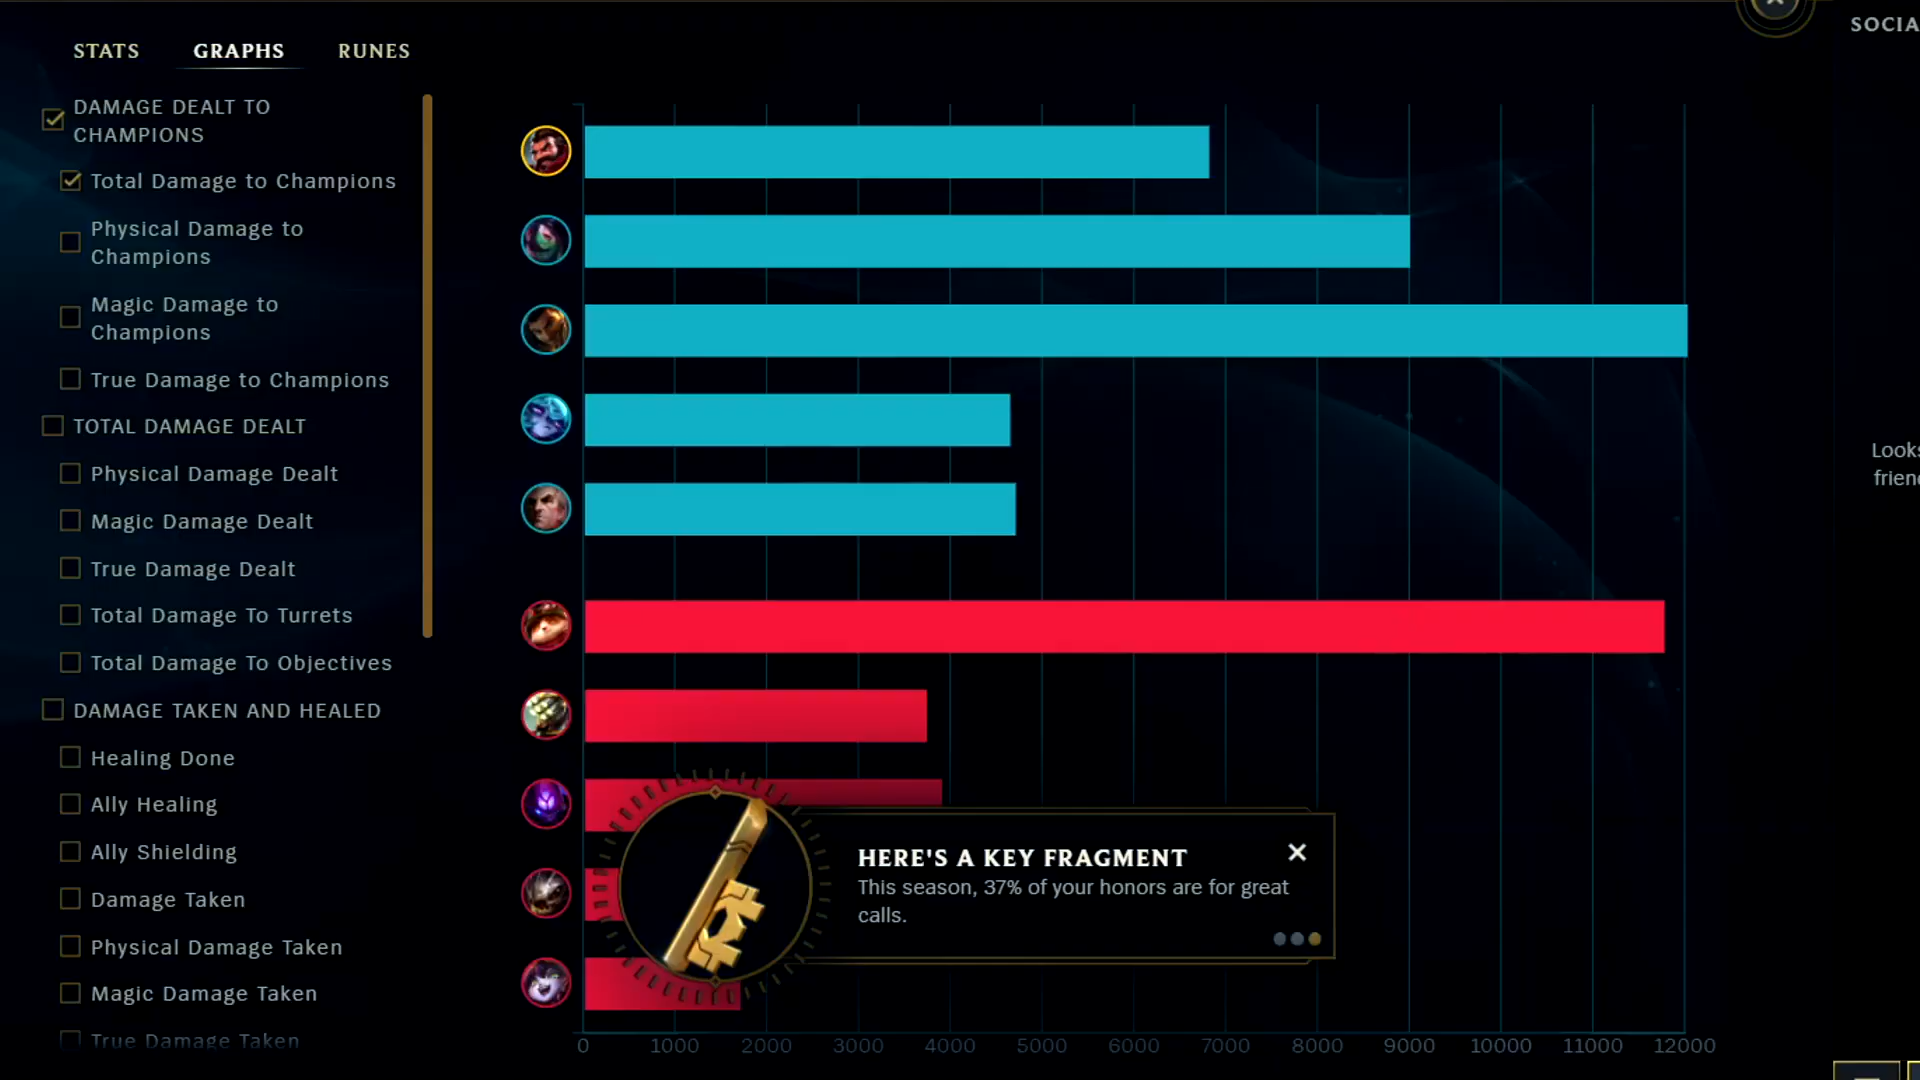 STATS GRAPHS RUNES
SOCIA
DAMAGE DEALT TO
CHAMPIONS
Total Damage to Champions
Physical Damage to
Champions
Magic Damage to
Champions
True Damage to Champions
TOTAL DAMAGE DEALT
Physical Damage Dealt
Magic Damage Dealt
True Damage Dealt
Total Damage To Turrets
Total Damage To Objectives
DAMAGE TAKEN AND HEALED
Healing Done
Ally Healing
Ally Shielding
Damage Taken
Physical Damage Taken
Magic Damage Taken
True Damage Taken
Looks
frien
HERE'S A KEY FRAGMENT
This season, 37% of your honors are for great
calls.
0 1000 2000 3000 4000 5000 6000 7000 8000 9000 10000 11000 12000